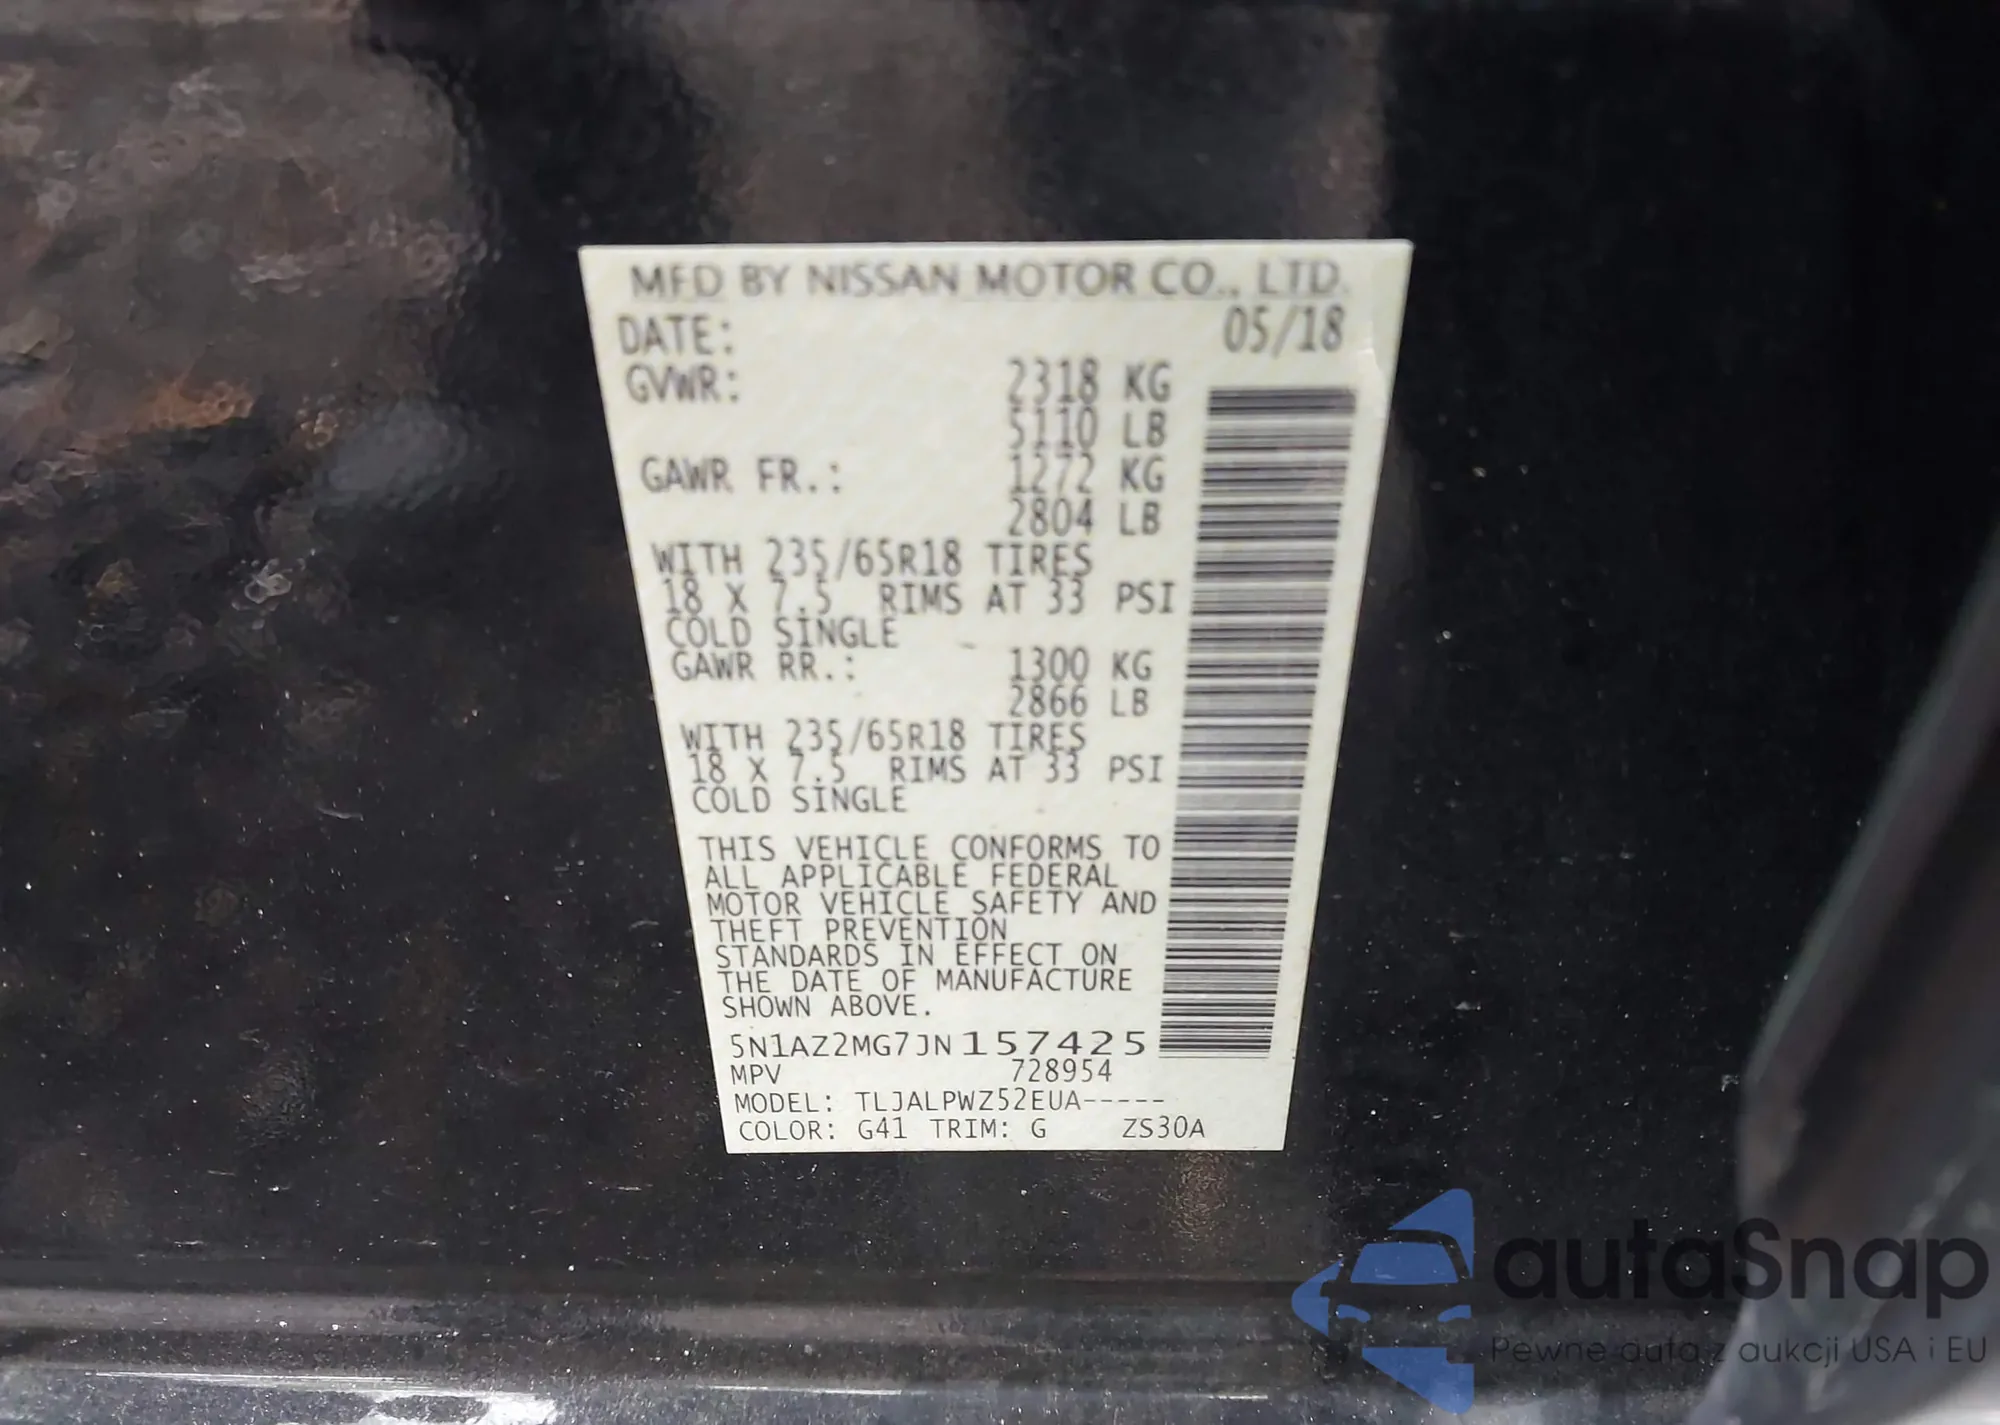 MFD BY NISSAN MOTOR CO., LTD.
DATE: 05/18
GVWR: 2318 KG
5110 LB
GAWR FR.: 1272 KG
2804 LB
WITH 235/65R18 TIRES
18 X 7.5 RIMS AT 33 PSI
COLD SINGLE
GAWR RR.: 1300 KG
2866 LB
WITH 235/65R18 TIRES
18 X 7.5 RIMS AT 33 PSI
COLD SINGLE
THIS VEHICLE CONFORMS TO
ALL APPLICABLE FEDERAL
MOTOR VEHICLE SAFETY AND
THEFT PREVENTION
STANDARDS IN EFFECT ON
THE DATE OF MANUFACTURE
SHOWN ABOVE.
5N1AZ2MG7JN157425
MPV 728954
MODEL: TLJALPWZ52EUA-----
COLOR: G41 TRIM: G ZS30A
autaSnap
Pewne auta z aukcji USA i EU